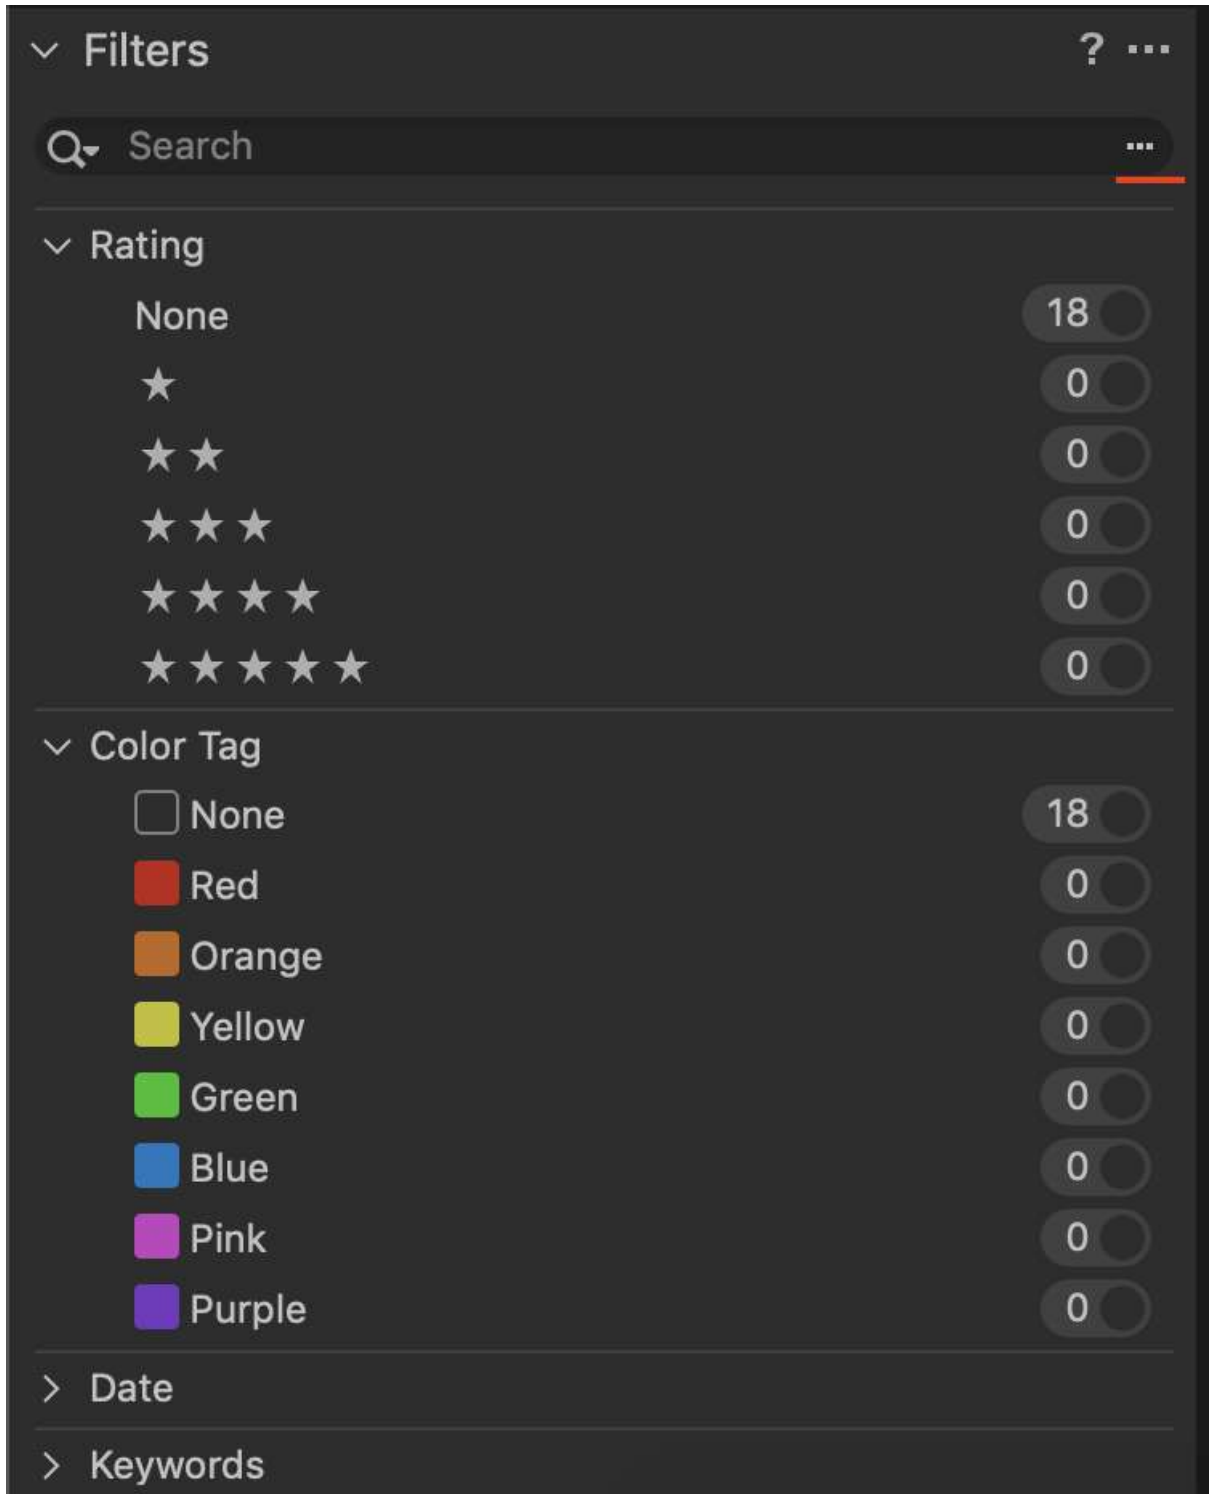 Filters ? ...
Search ...
Rating
None 18
★ 0
★★ 0
★★★ 0
★★★★ 0
★★★★★ 0
Color Tag
None 18
Red 0
Orange 0
Yellow 0
Green 0
Blue 0
Pink 0
Purple 0
Date
Keywords